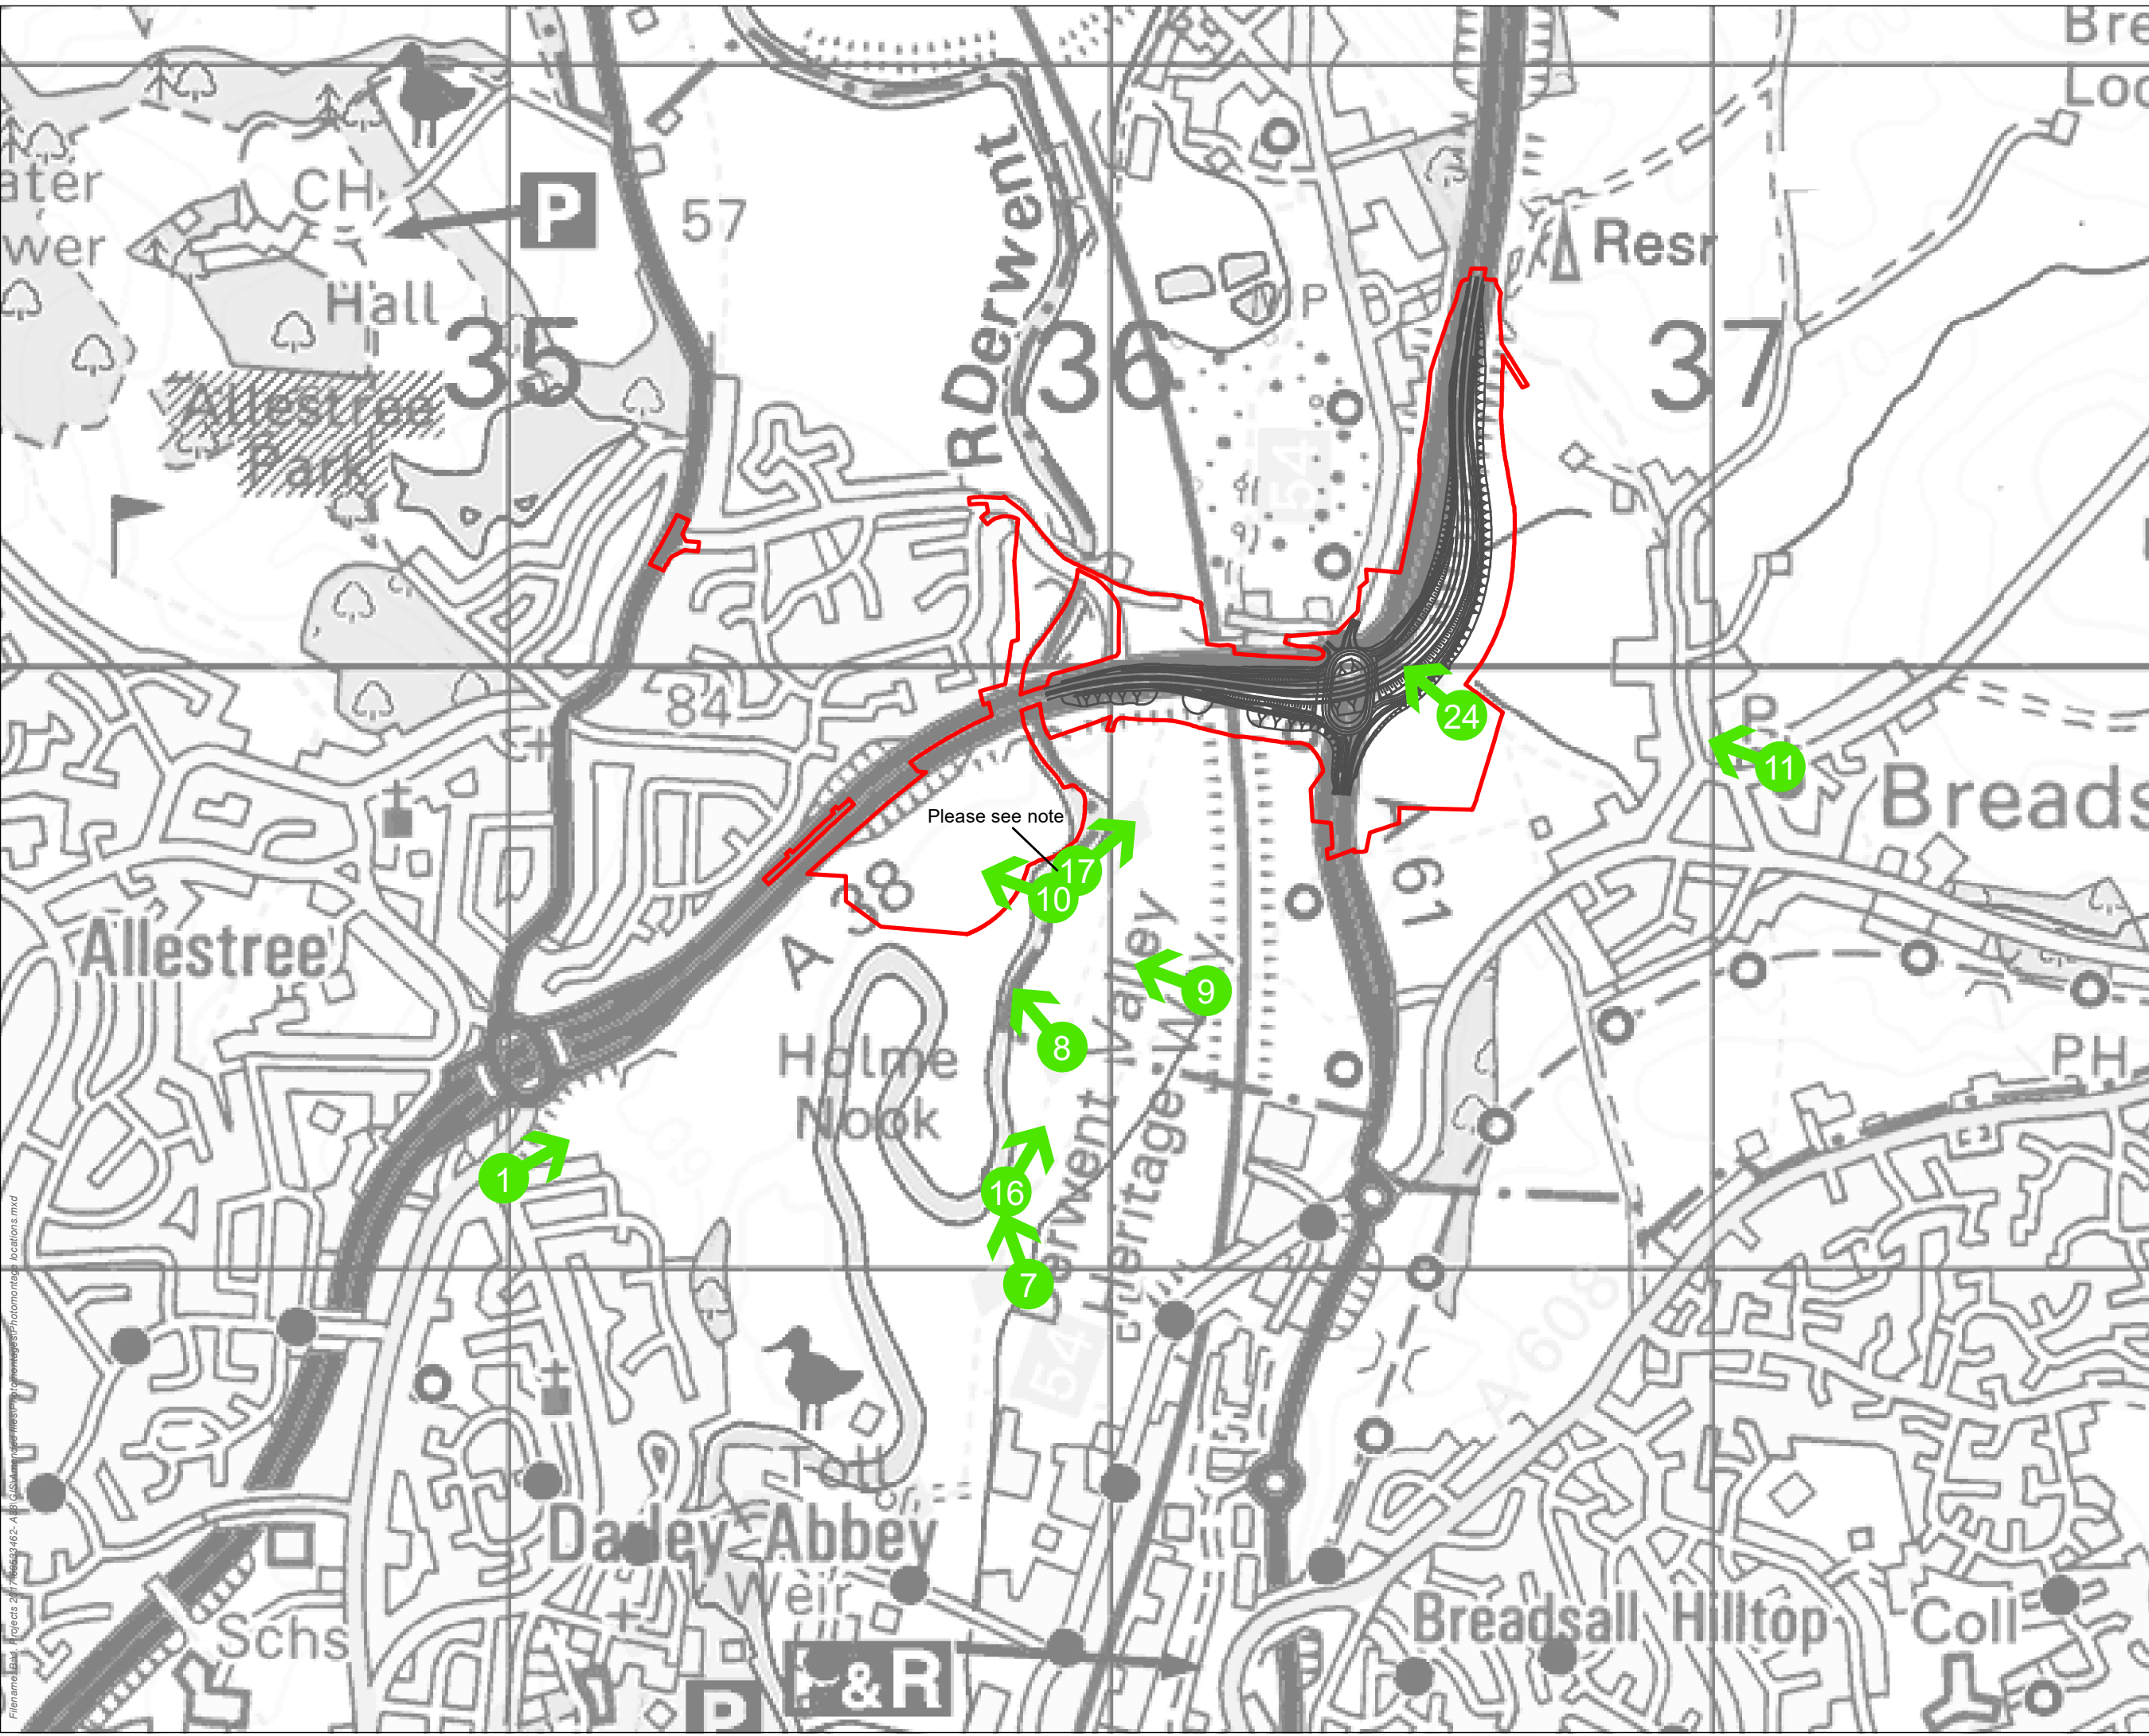 Bre
Loc
ater
wer
CH
P
57
Hall
R Derwent
Resr
35
36
37
MP
Allestree
Park
54
84
P
24
11
Breads
Please see note
17
10
A 38
A 61
Allestree
9
8
Holme
Nook
Derwent Valley
Heritage Way
PH
60
1
16
7
54
A 608
Toll
Darley Abbey
Weir
Schs
P&R
P
Breadsall Hilltop
Coll